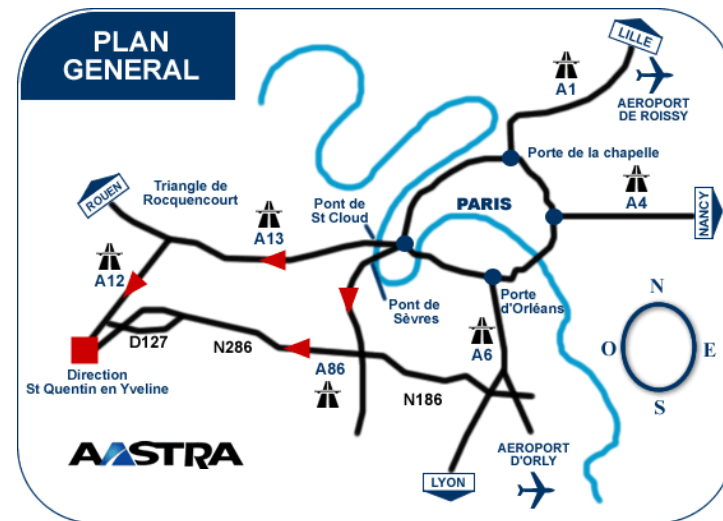 PLAN
GENERAL
LILLE
A1
AEROPORT
DE ROISSY
Porte de la chapelle
ROUEN
Triangle de
Rocquencourt
Pont de
St Cloud
PARIS
A4
NANCY
A13
A12
Pont de
Sèvres
Porte
d'Orléans
N
O
E
S
D127
N286
A86
A6
Direction
St Quentin en Yveline
N186
AASTRA
LYON
AEROPORT
D'ORLY